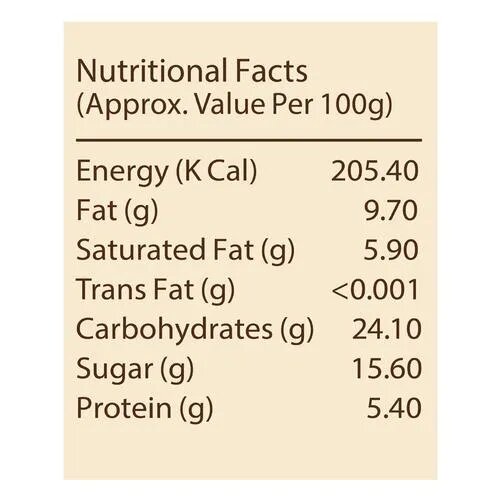 Nutritional Facts
(Approx. Value Per 100g)
Energy (K Cal) 205.40
Fat (g) 9.70
Saturated Fat (g) 5.90
Trans Fat (g) <0.001
Carbohydrates (g) 24.10
Sugar (g) 15.60
Protein (g) 5.40